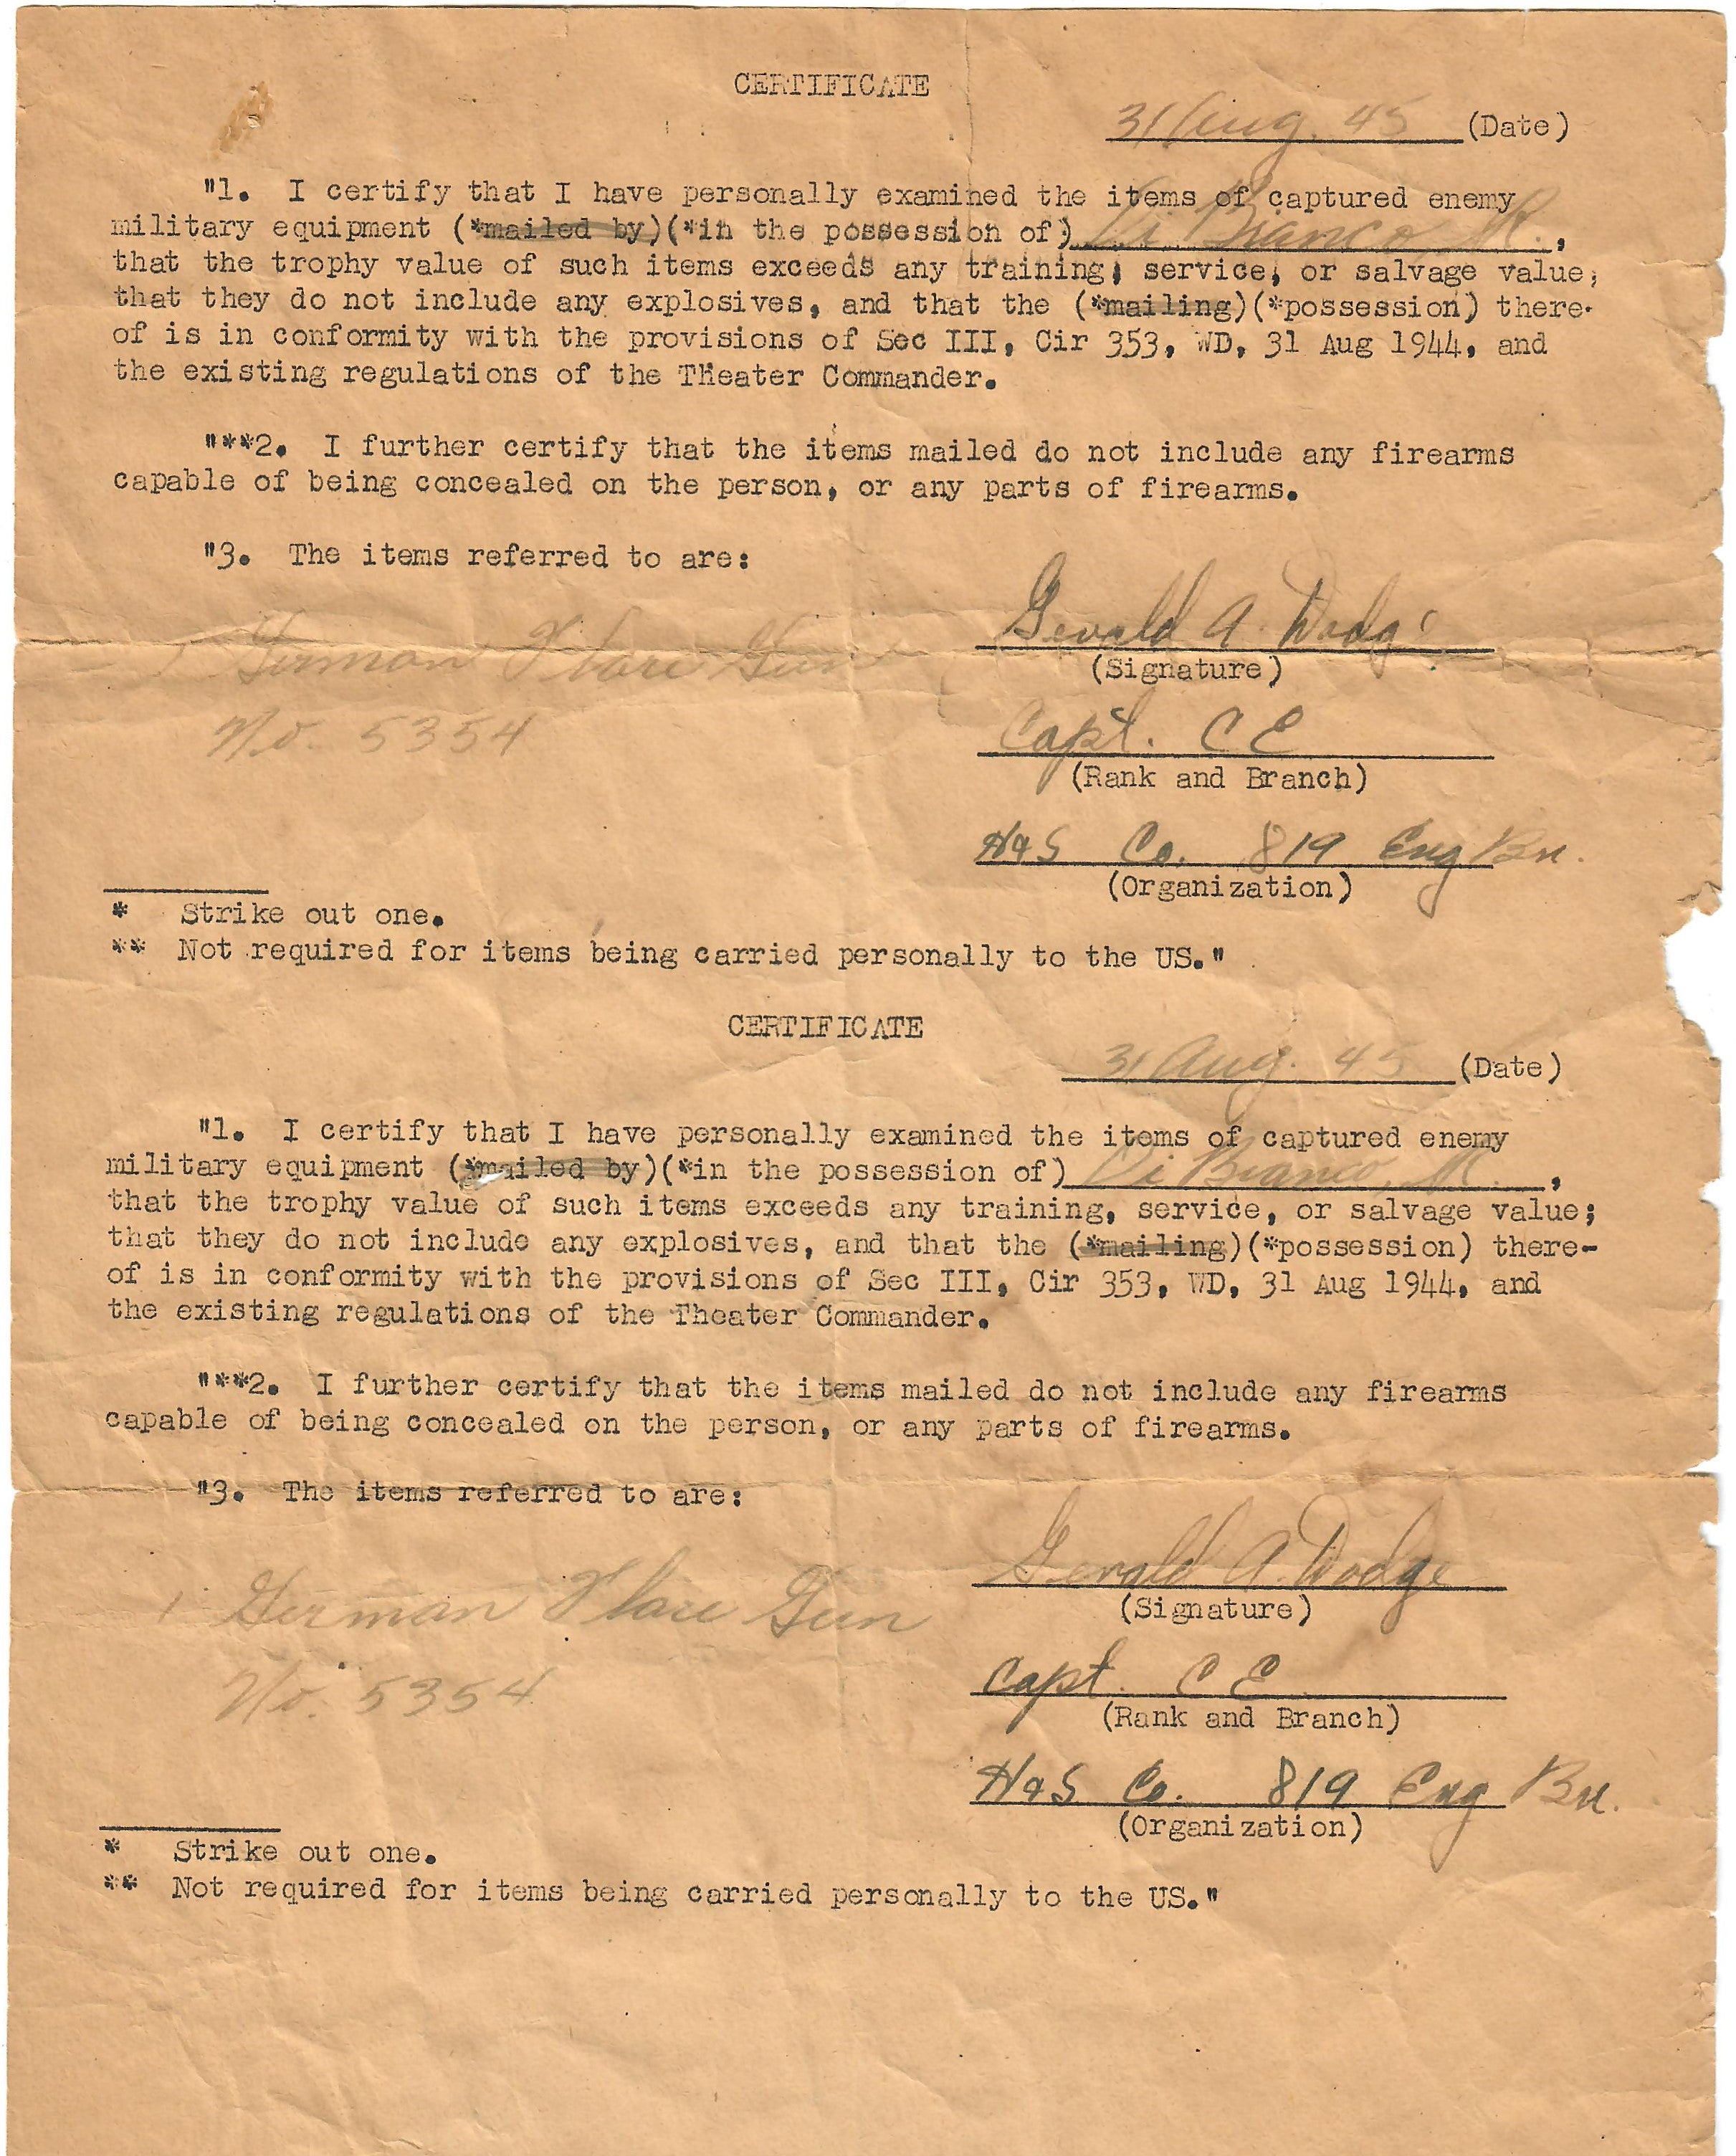 CERTIFICATE
31 Aug. 45 (Date)
"1. I certify that I have personally examined the items of captured enemy
military equipment (*mailed by)(*in the possession of) Di Bianco, M.,
that the trophy value of such items exceeds any training, service, or salvage value;
that they do not include any explosives, and that the (*mailing)(*possession) there-
of is in conformity with the provisions of Sec III, Cir 353, WD, 31 Aug 1944, and
the existing regulations of the Theater Commander.
"**2. I further certify that the items mailed do not include any firearms
capable of being concealed on the person, or any parts of firearms.
"3. The items referred to are:
Gerald A. Dodge
(Signature)
1 German Flare Gun
No. 5354
Capt. CE
(Rank and Branch)
H&S Co. 819 Eng Bn.
(Organization)
* Strike out one.
** Not required for items being carried personally to the US."
CERTIFICATE
31 Aug. 45 (Date)
"1. I certify that I have personally examined the items of captured enemy
military equipment (*mailed by)(*in the possession of) Di Bianco, M.,
that the trophy value of such items exceeds any training, service, or salvage value;
that they do not include any explosives, and that the (*mailing)(*possession) there-
of is in conformity with the provisions of Sec III, Cir 353, WD, 31 Aug 1944, and
the existing regulations of the Theater Commander.
"**2. I further certify that the items mailed do not include any firearms
capable of being concealed on the person, or any parts of firearms.
"3. The items referred to are:
Gerald A. Dodge
(Signature)
1 German Flare Gun
No. 5354
Capt. CE
(Rank and Branch)
H&S Co. 819 Eng Bn.
(Organization)
* Strike out one.
** Not required for items being carried personally to the US."